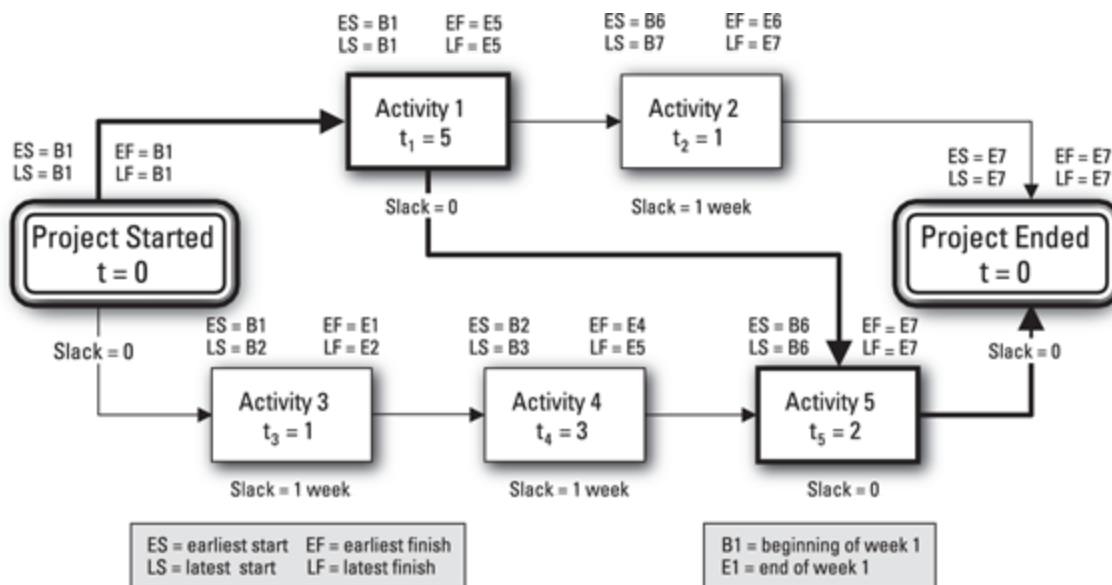 ES = B1 EF = E5
LS = B1 LF = E5
ES = B6 EF = E6
LS = B7 LF = E7
Activity 1
t₁ = 5
Activity 2
t₂ = 1
Slack = 0
Slack = 1 week
ES = B1 EF = B1
LS = B1 LF = B1
Project Started
t = 0
Slack = 0
ES = E7 EF = E7
LS = E7 LF = E7
Project Ended
t = 0
Slack = 0
ES = B1 EF = E1
LS = B2 LF = E2
Activity 3
t₃ = 1
Slack = 1 week
ES = B2 EF = E4
LS = B3 LF = E5
Activity 4
t₄ = 3
Slack = 1 week
ES = B6 EF = E7
LS = B6 LF = E7
Activity 5
t₅ = 2
Slack = 0
ES = earliest start EF = earliest finish
LS = latest start LF = latest finish
B1 = beginning of week 1
E1 = end of week 1